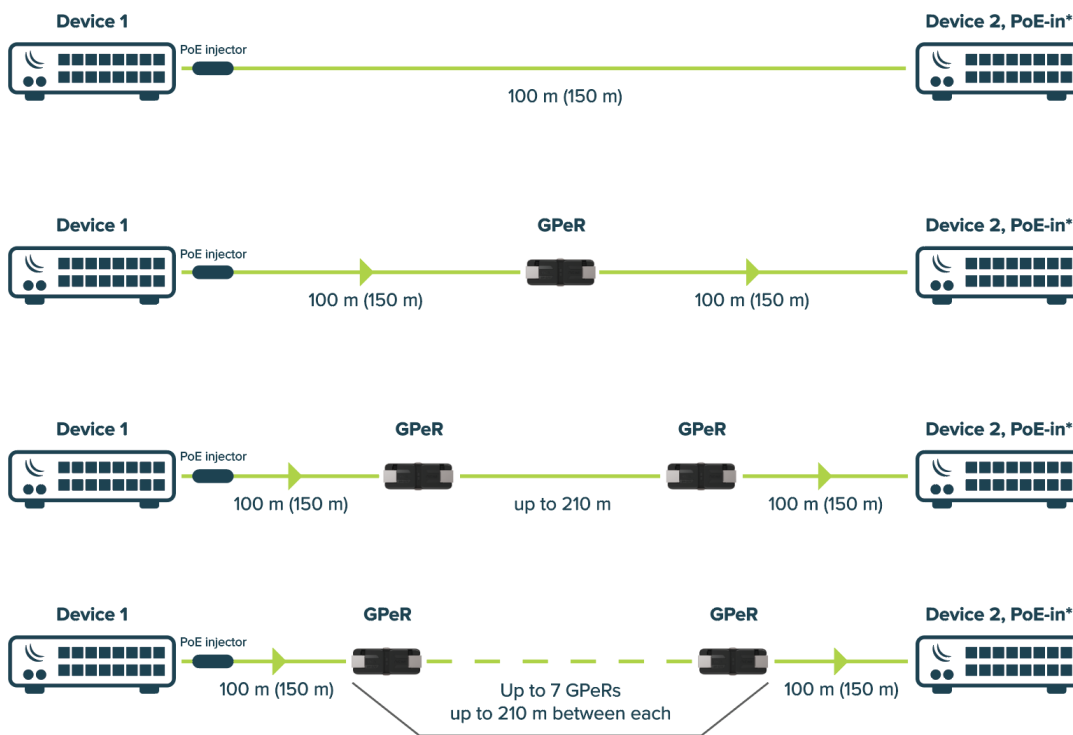 Device 1
Device 2, PoE-in*
PoE injector
100 m (150 m)
Device 1
GPeR
Device 2, PoE-in*
PoE injector
100 m (150 m)
100 m (150 m)
Device 1
GPeR
GPeR
Device 2, PoE-in*
PoE injector
100 m (150 m)
up to 210 m
100 m (150 m)
Device 1
GPeR
GPeR
Device 2, PoE-in*
PoE injector
100 m (150 m)
Up to 7 GPeRs
up to 210 m between each
100 m (150 m)